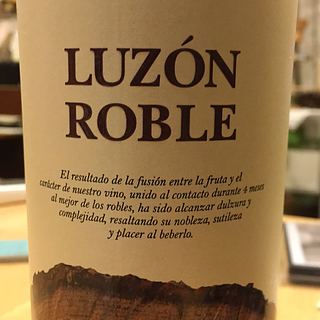 LUZÓN
ROBLE
El resultado de la fusión entre la fruta y el
carácter de nuestro vino, unido al contacto durante 4 meses
al mejor de los robles, ha sido alcanzar dulzura y
complejidad, resaltando su nobleza, sutileza
y placer al beberlo.